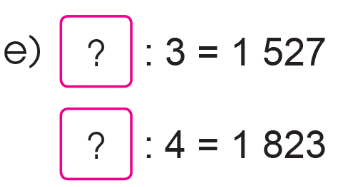 e) ? : 3 = 1 527
? : 4 = 1 823